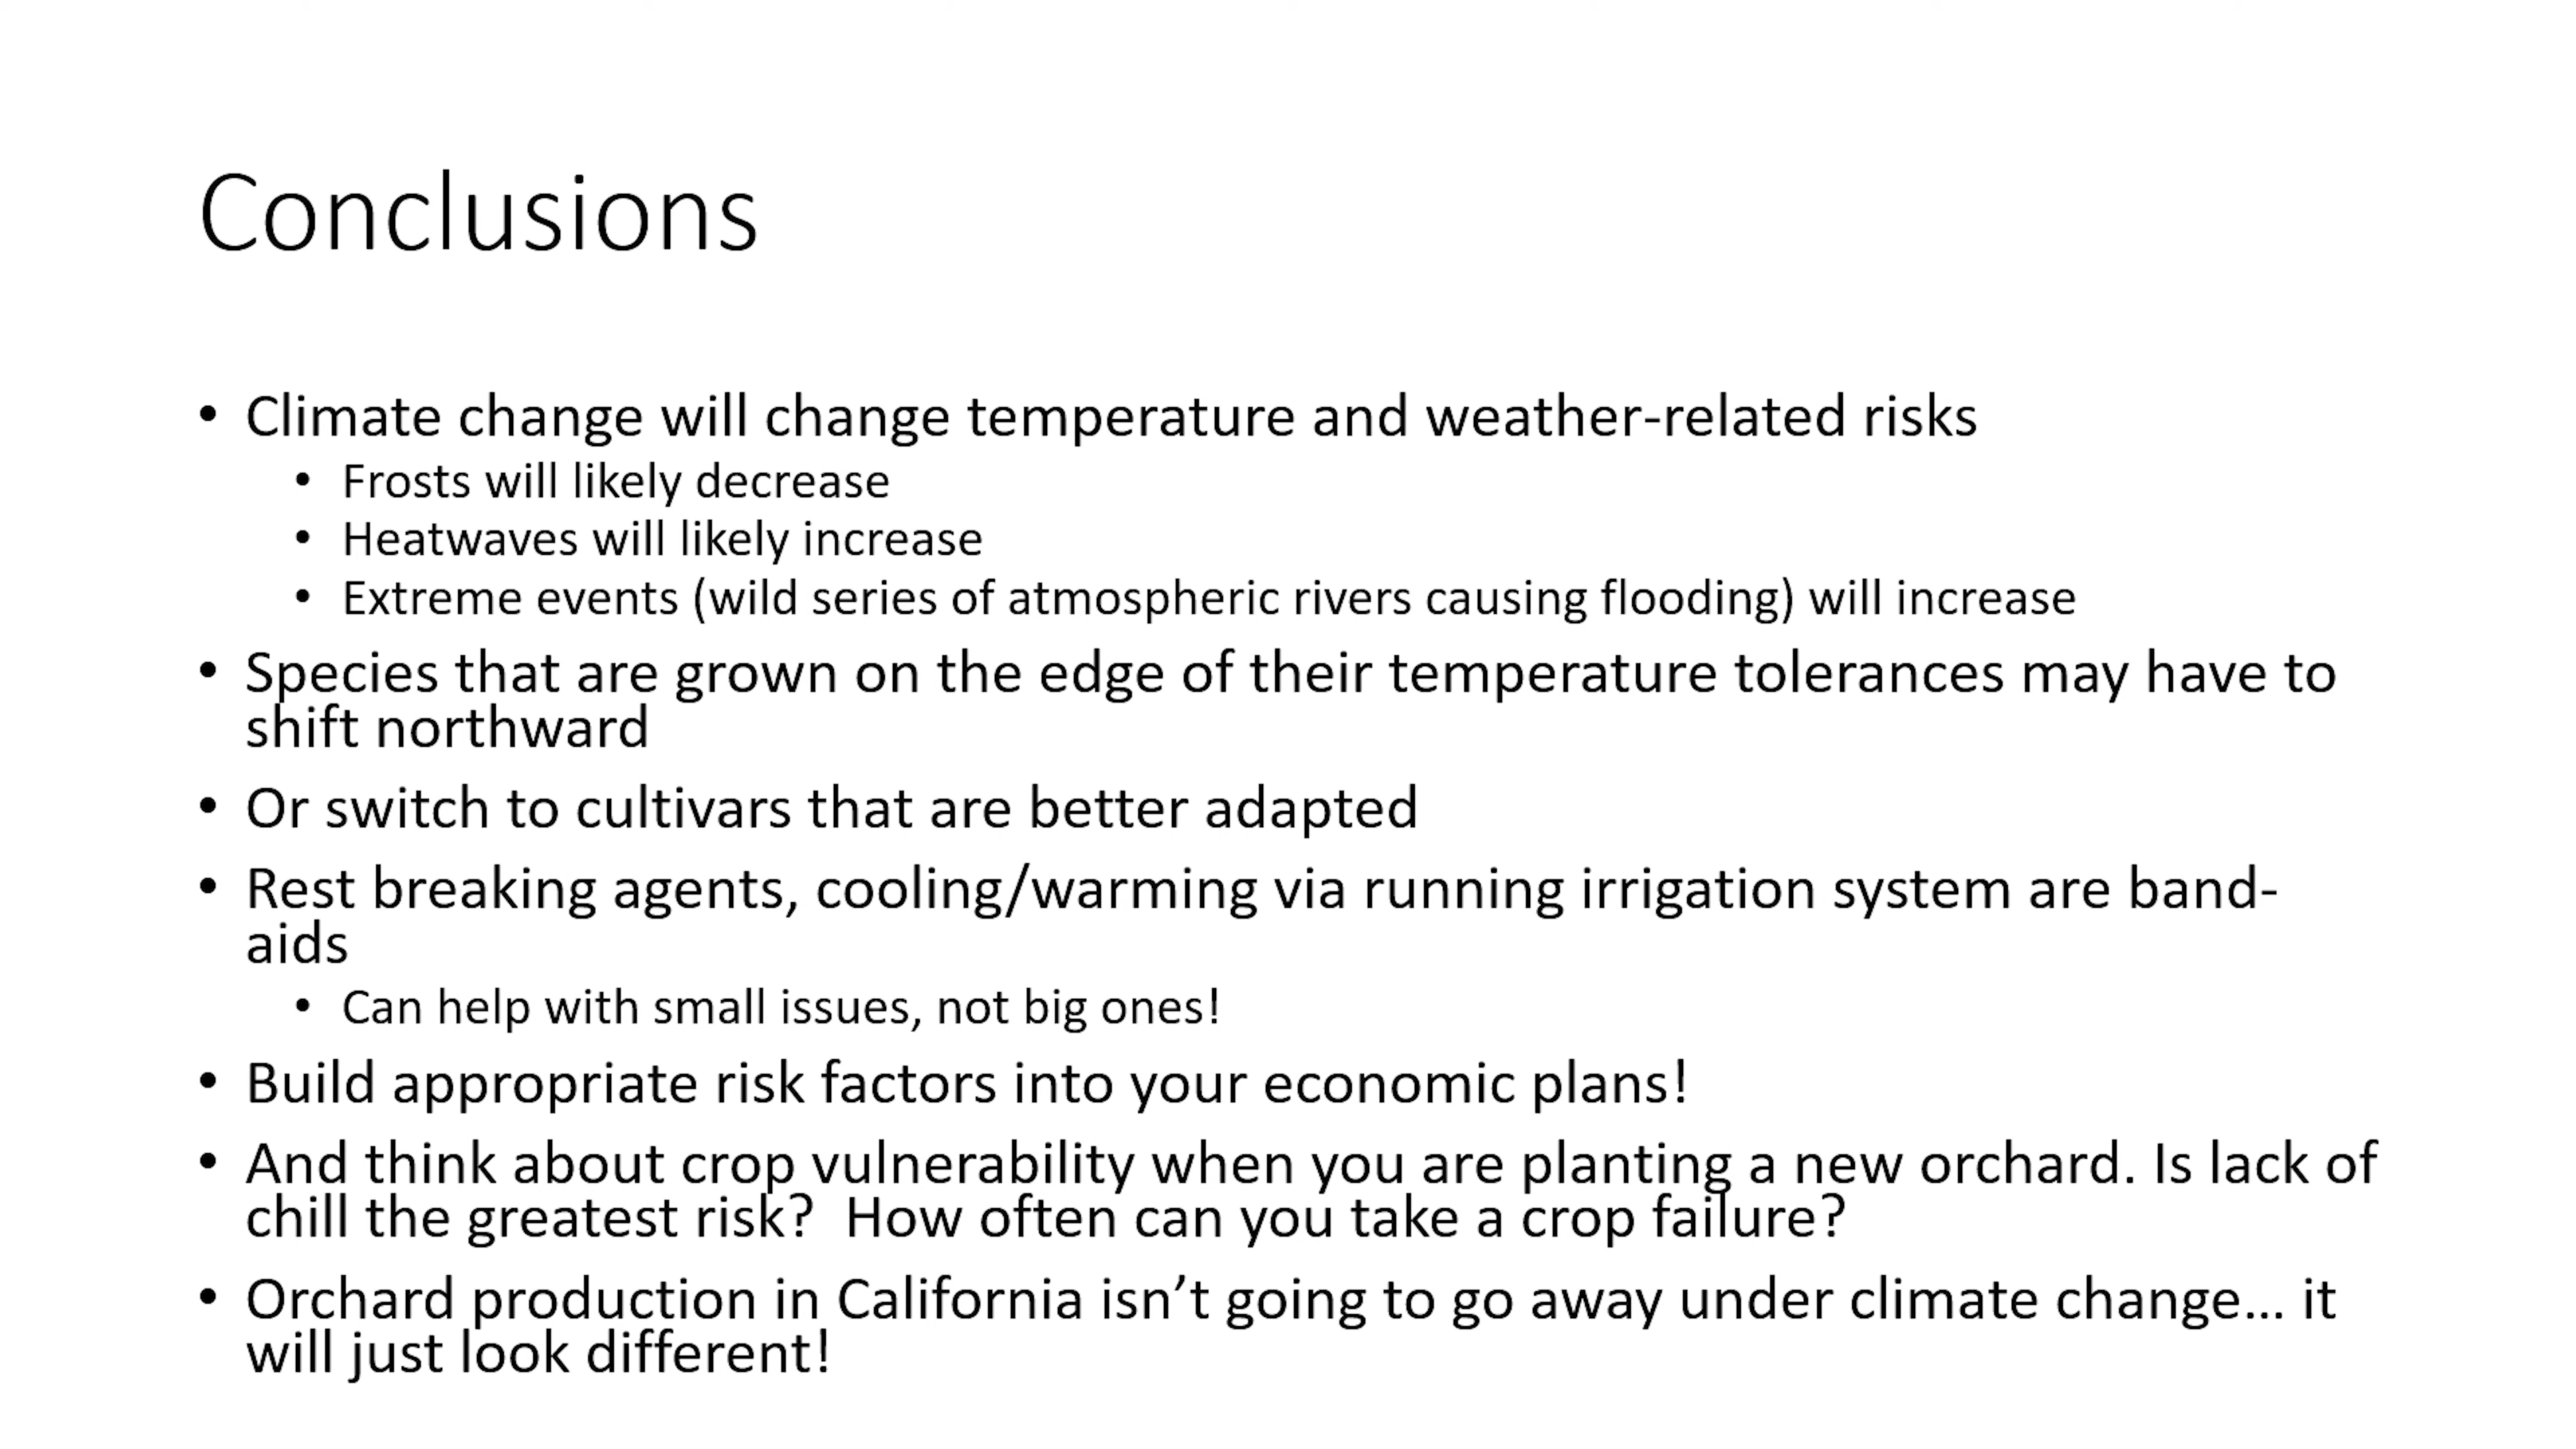 Conclusions
• Climate change will change temperature and weather-related risks
• Frosts will likely decrease
• Heatwaves will likely increase
• Extreme events (wild series of atmospheric rivers causing flooding) will increase
• Species that are grown on the edge of their temperature tolerances may have to
shift northward
• Or switch to cultivars that are better adapted
• Rest breaking agents, cooling/warming via running irrigation system are band-
aids
• Can help with small issues, not big ones!
• Build appropriate risk factors into your economic plans!
• And think about crop vulnerability when you are planting a new orchard. Is lack of
chill the greatest risk?  How often can you take a crop failure?
• Orchard production in California isn’t going to go away under climate change… it
will just look different!